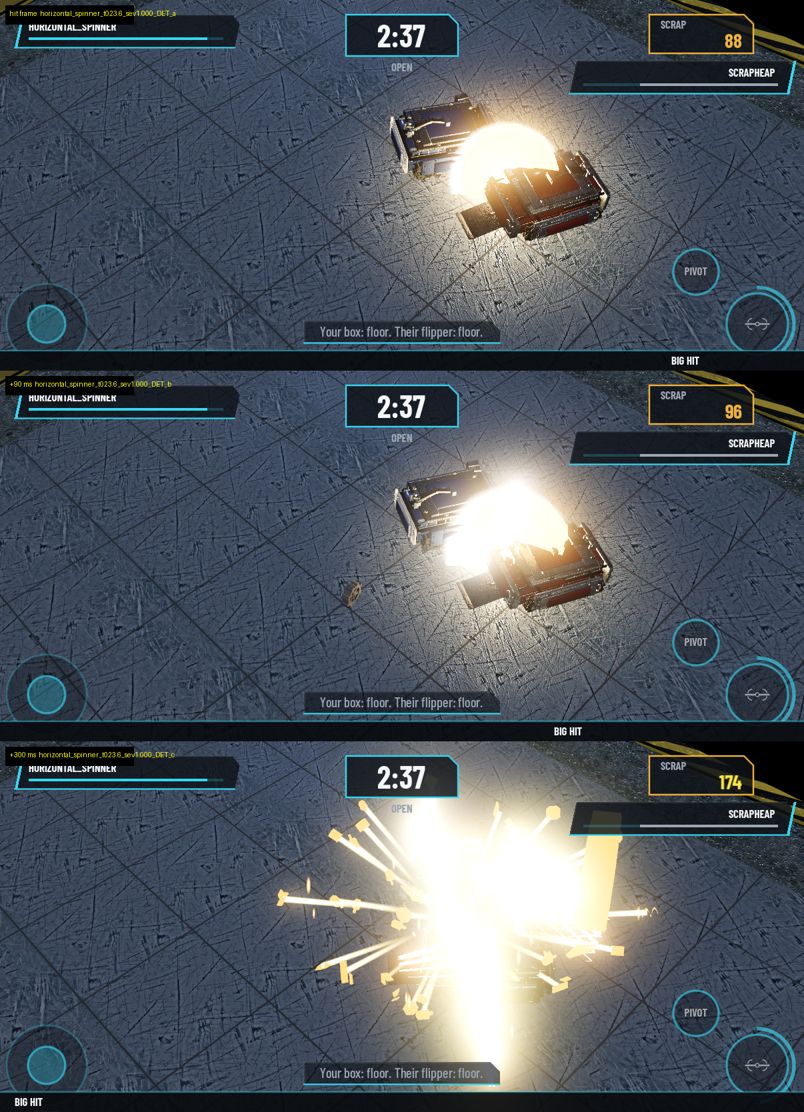 hit frame horizontal_spinner_t023.6_sev1.000_DET_a
HORIZONTAL_SPINNER
2:37
OPEN
SCRAP
88
SCRAPHEAP
PIVOT
Your box: floor. Their flipper: floor.
BIG HIT
+90 ms horizontal_spinner_t023.6_sev1.000_DET_b
HORIZONTAL_SPINNER
2:37
OPEN
SCRAP
96
SCRAPHEAP
PIVOT
Your box: floor. Their flipper: floor.
BIG HIT
+300 ms horizontal_spinner_t023.6_sev1.000_DET_c
HORIZONTAL_SPINNER
2:37
OPEN
SCRAP
174
SCRAPHEAP
PIVOT
Your box: floor. Their flipper: floor.
BIG HIT